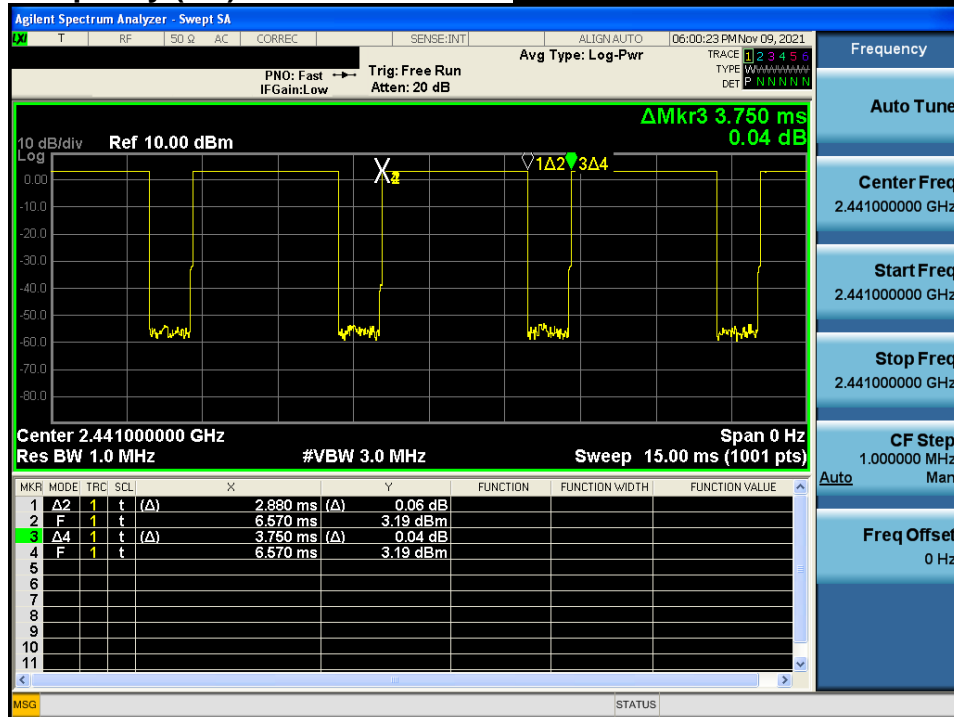 Agilent Spectrum Analyzer - Swept SA
LXI T RF 50 Ω AC CORREC SENSE:INT ALIGN AUTO 06:00:23 PM Nov 09, 2021
Frequency
Avg Type: Log-Pwr
TRACE 1 2 3 4 5 6
PNO: Fast Trig: Free Run
TYPE WWWWWW
IFGain:Low Atten: 20 dB
DET P N N N N N
Auto Tune
ΔMkr3 3.750 ms
0.04 dB
10 dB/div Ref 10.00 dBm
Log
X 1Δ2 3Δ4
0.00
-10.0
-20.0
-30.0
-40.0
-50.0
-60.0
-70.0
-80.0
Center Freq
2.441000000 GHz
Start Freq
2.441000000 GHz
Stop Freq
2.441000000 GHz
Center 2.441000000 GHz Span 0 Hz
Res BW 1.0 MHz #VBW 3.0 MHz Sweep 15.00 ms (1001 pts)
CF Step
1.000000 MHz
Auto Man
MKR MODE TRC SCL X Y FUNCTION FUNCTION WIDTH FUNCTION VALUE
1 Δ2 1 t (Δ) 2.880 ms (Δ) 0.06 dB
2 F 1 t 6.570 ms 3.19 dBm
3 Δ4 1 t (Δ) 3.750 ms (Δ) 0.04 dB
4 F 1 t 6.570 ms 3.19 dBm
5
6
7
8
9
10
11
Freq Offset
0 Hz
MSG STATUS